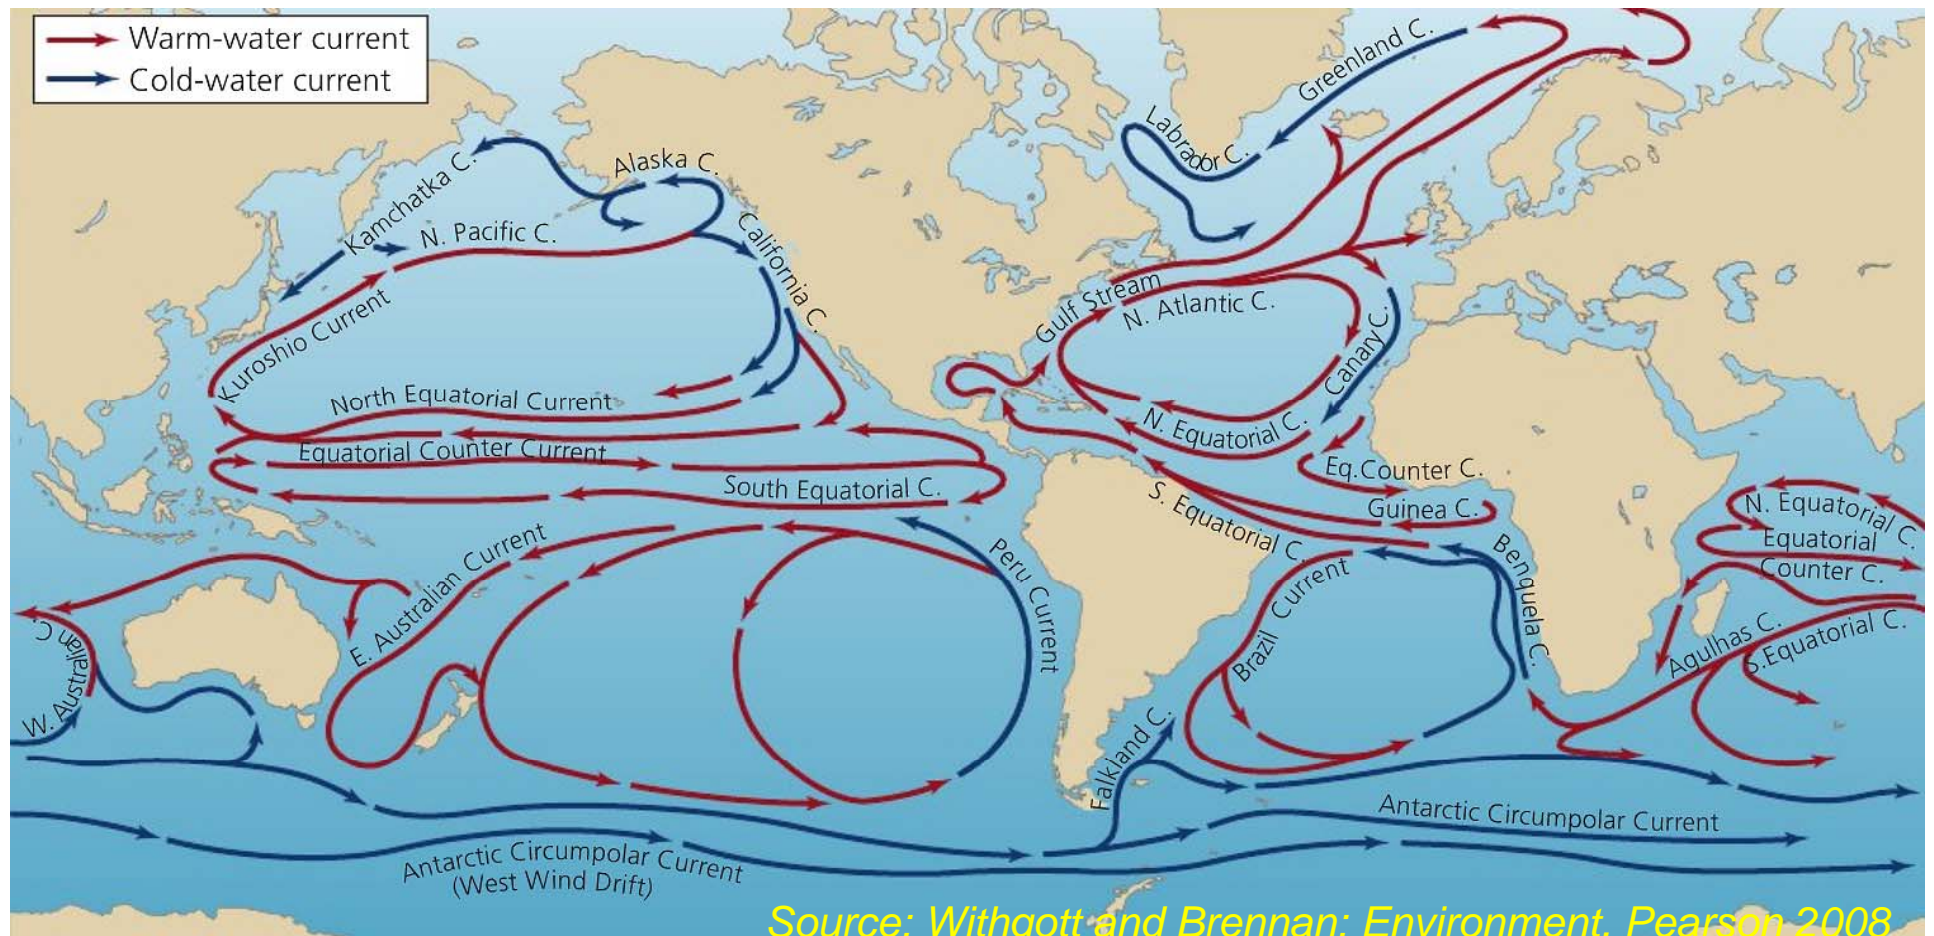 Warm-water current
Cold-water current
Greenland C.
Labrador C.
Alaska C.
Kamchatka C.
N. Pacific C.
California C.
Kuroshio Current
Gulf Stream
N. Atlantic C.
Canary C.
North Equatorial Current
N. Equatorial C.
Equatorial Counter Current
Eq.Counter C.
South Equatorial C.
Guinea C.
S. Equatorial C.
N. Equatorial C.
Equatorial
Counter C.
E. Australian Current
Peru Current
Brazil Current
Benquela C.
W. Australian C.
Agulhas C.
S.Equatorial C.
Falkland C.
Antarctic Circumpolar Current
Antarctic Circumpolar Current
(West Wind Drift)
Source: Withgott and Brennan: Environment. Pearson 2008